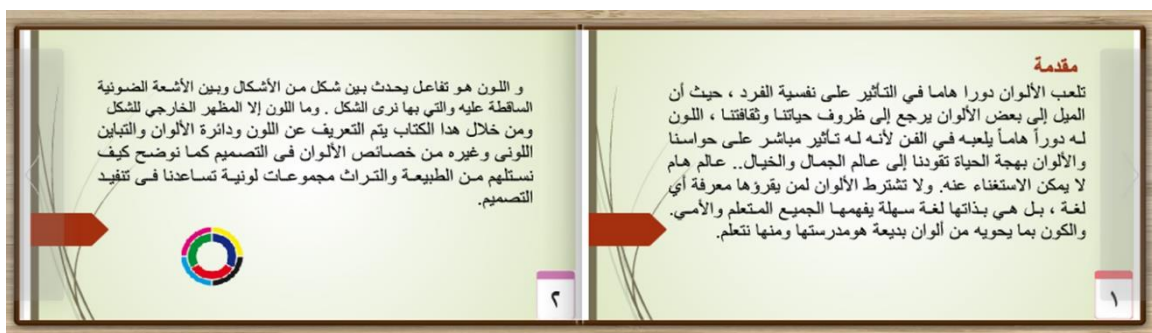 مقدمة
تلعب الألوان دورا هاما في التأثير على نفسية الفرد ، حيث أن
الميل إلى بعض الألوان يرجع إلى ظروف حياتنا وثقافتنا ، اللون
له دوراً هاماً يلعبه في الفن لأنه له تأثير مباشر على حواسنا
والألوان بهجة الحياة تقودنا إلى عالم الجمال والخيال.. عالم هام
لا يمكن الاستغناء عنه. ولا تشترط الألوان لمن يقروها معرفة أي
لغة ، بل هي بذاتها لغة سهلة يفهمها الجميع المتعلم والأمي.
والكون بما يحويه من ألوان بديعة هومدرستها ومنها نتعلم.
١
و اللون هو تفاعل يحدث بين شكل من الأشكال وبين الأشعة الضوئية
الساقطة عليه والتي بها نرى الشكل . وما اللون إلا المظهر الخارجي للشكل
ومن خلال هدا الكتاب يتم التعريف عن اللون ودائرة الألوان والتباين
اللونى وغيره من خصائص الألوان فى التصميم كما نوضح كيف
نستلهم من الطبيعة والتراث مجموعات لونية تساعدنا فى تنفيد
التصميم.
٢